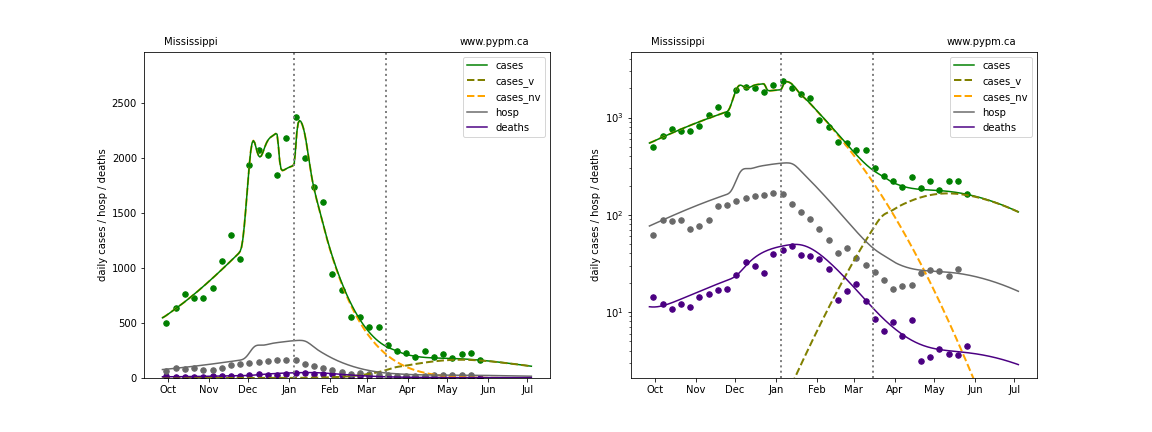 Mississippi www.pypm.ca
cases
cases_v
cases_nv
hosp
deaths
daily cases / hosp / deaths
2500
2000
1500
1000
500
0
Oct Nov Dec Jan Feb Mar Apr May Jun Jul
Mississippi www.pypm.ca
cases
cases_v
cases_nv
hosp
deaths
daily cases / hosp / deaths
10³
10²
10¹
Oct Nov Dec Jan Feb Mar Apr May Jun Jul